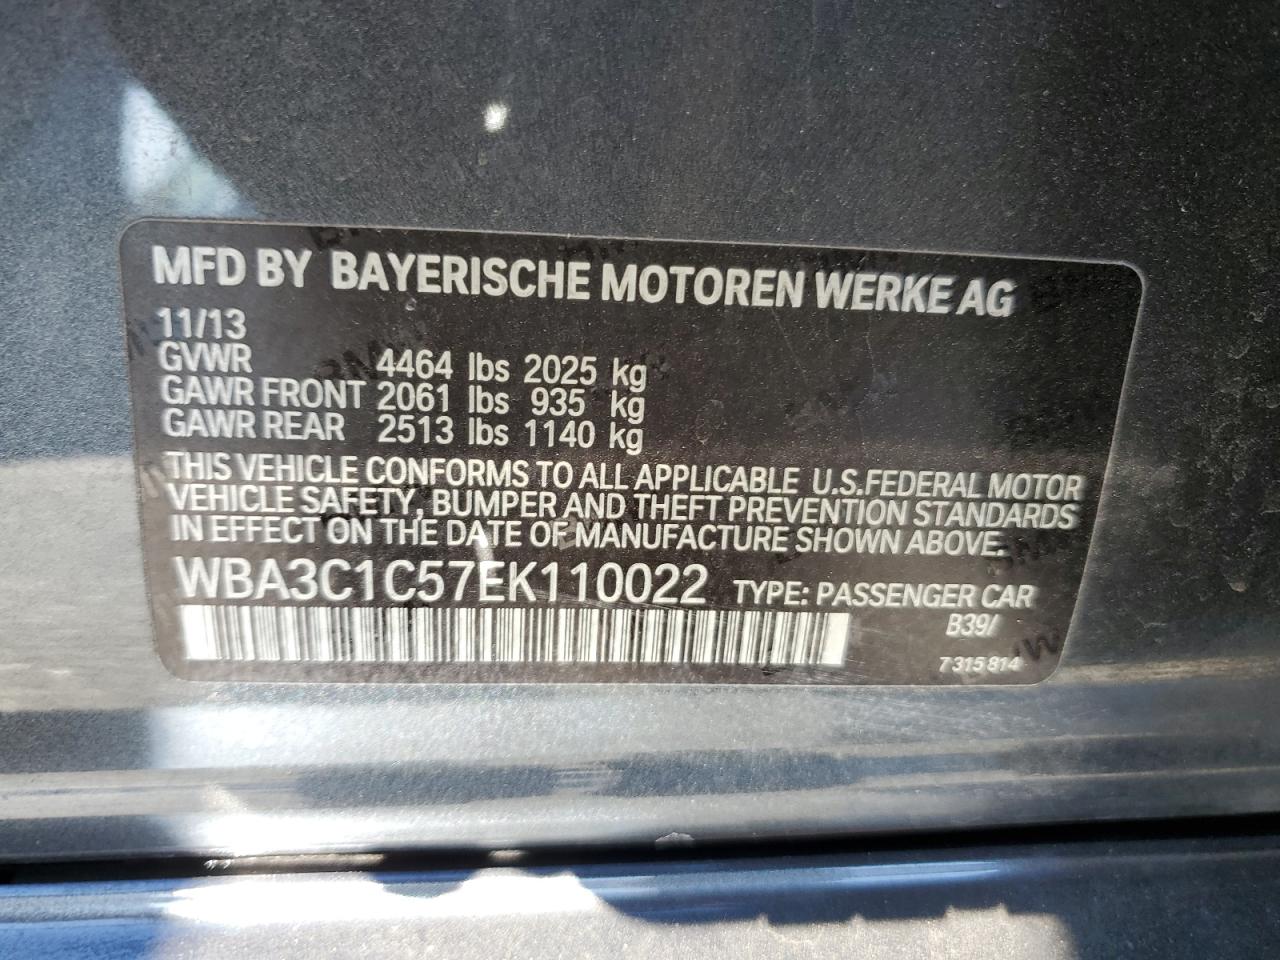 MFD BY BAYERISCHE MOTOREN WERKE AG
11/13
GVWR 4464 lbs 2025 kg
GAWR FRONT 2061 lbs 935 kg
GAWR REAR 2513 lbs 1140 kg
THIS VEHICLE CONFORMS TO ALL APPLICABLE U.S.FEDERAL MOTOR
VEHICLE SAFETY, BUMPER AND THEFT PREVENTION STANDARDS
IN EFFECT ON THE DATE OF MANUFACTURE SHOWN ABOVE.
WBA3C1C57EK110022 TYPE: PASSENGER CAR
B39/
7 315 814